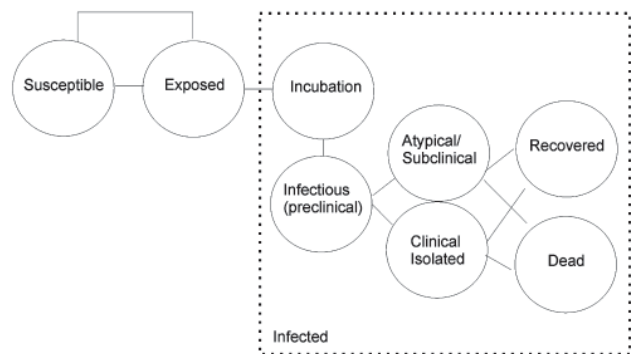 Susceptible
Exposed
Incubation
Infectious
(preclinical)
Atypical/
Subclinical
Clinical
Isolated
Recovered
Dead
Infected